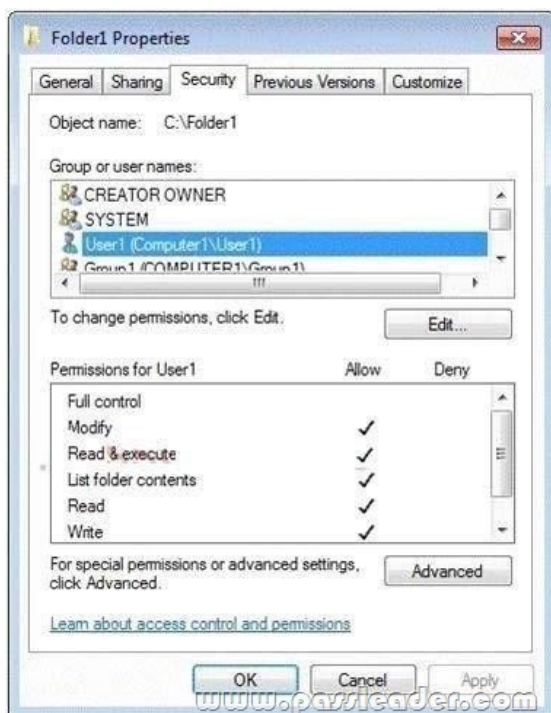 Folder1 Properties
General Sharing Security Previous Versions Customize
Object name: C:\Folder1
Group or user names:
CREATOR OWNER
SYSTEM
User1 (Computer1\User1)
Group1 (COMPUTER1\Group1)
To change permissions, click Edit.
Edit...
Permissions for User1 Allow Deny
Full control
Modify
Read & execute
List folder contents
Read
Write
For special permissions or advanced settings,
click Advanced.
Advanced
Learn about access control and permissions
OK Cancel Apply
www.passleader.com